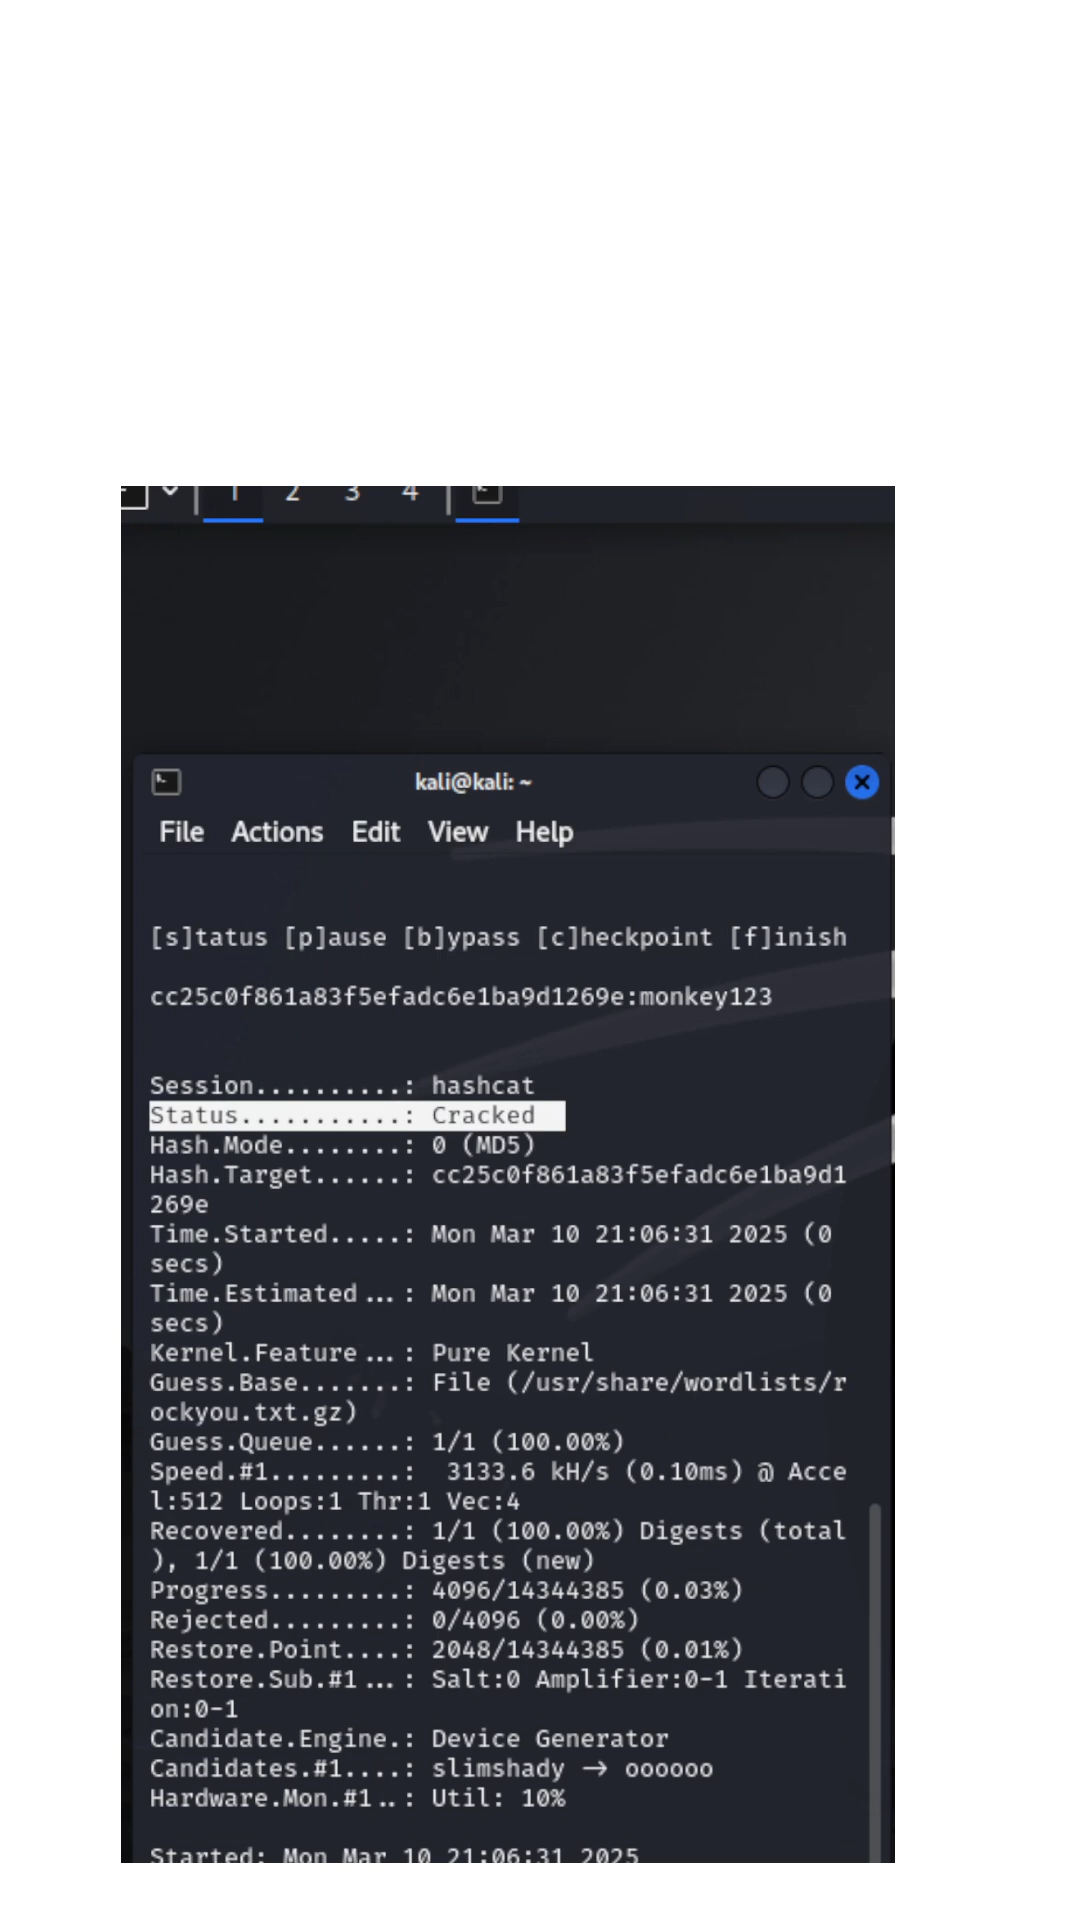 1 2 3 4
kali@kali: ~
File Actions Edit View Help
[s]tatus [p]ause [b]ypass [c]heckpoint [f]inish
cc25c0f861a83f5efadc6e1ba9d1269e:monkey123
Session..........: hashcat
Status...........: Cracked
Hash.Mode........: 0 (MD5)
Hash.Target......: cc25c0f861a83f5efadc6e1ba9d1
269e
Time.Started.....: Mon Mar 10 21:06:31 2025 (0
secs)
Time.Estimated...: Mon Mar 10 21:06:31 2025 (0
secs)
Kernel.Feature...: Pure Kernel
Guess.Base.......: File (/usr/share/wordlists/r
ockyou.txt.gz)
Guess.Queue......: 1/1 (100.00%)
Speed.#1.........:  3133.6 kH/s (0.10ms) @ Acce
l:512 Loops:1 Thr:1 Vec:4
Recovered........: 1/1 (100.00%) Digests (total
), 1/1 (100.00%) Digests (new)
Progress.........: 4096/14344385 (0.03%)
Rejected.........: 0/4096 (0.00%)
Restore.Point....: 2048/14344385 (0.01%)
Restore.Sub.#1...: Salt:0 Amplifier:0-1 Iterati
on:0-1
Candidate.Engine.: Device Generator
Candidates.#1....: slimshady -> oooooo
Hardware.Mon.#1..: Util: 10%
Started: Mon Mar 10 21:06:31 2025